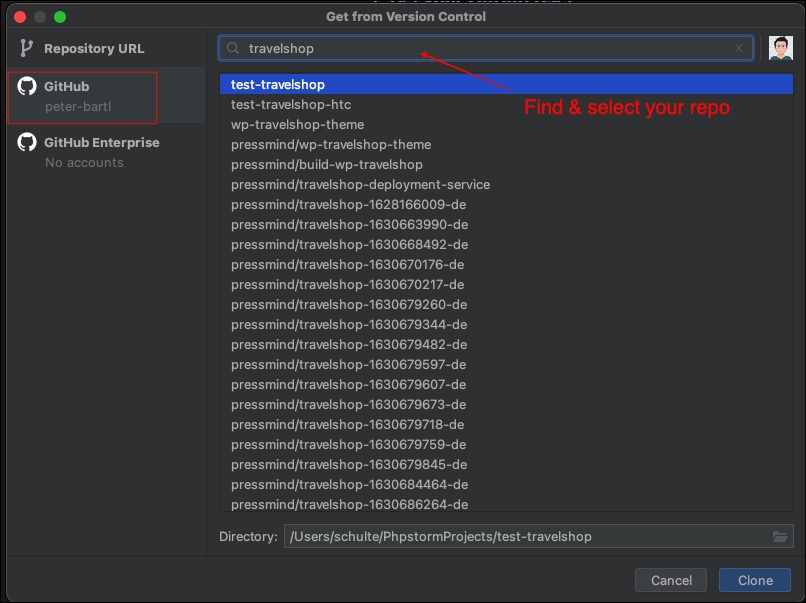 Get from Version Control
Repository URL
GitHub
peter-bartl
GitHub Enterprise
No accounts
travelshop
Find & select your repo
test-travelshop
test-travelshop-htc
wp-travelshop-theme
pressmind/wp-travelshop-theme
pressmind/build-wp-travelshop
pressmind/travelshop-deployment-service
pressmind/travelshop-1628166009-de
pressmind/travelshop-1630663990-de
pressmind/travelshop-1630668492-de
pressmind/travelshop-1630670176-de
pressmind/travelshop-1630670217-de
pressmind/travelshop-1630679260-de
pressmind/travelshop-1630679344-de
pressmind/travelshop-1630679482-de
pressmind/travelshop-1630679597-de
pressmind/travelshop-1630679607-de
pressmind/travelshop-1630679673-de
pressmind/travelshop-1630679718-de
pressmind/travelshop-1630679759-de
pressmind/travelshop-1630679845-de
pressmind/travelshop-1630684464-de
pressmind/travelshop-1630686264-de
Directory: /Users/schulte/PhpstormProjects/test-travelshop
Cancel
Clone